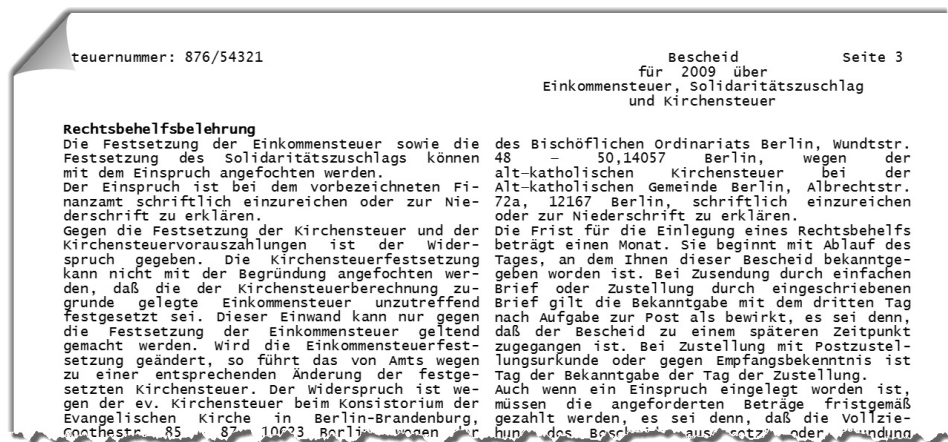 teuernummer: 876/54321
Bescheid
Seite 3
für 2009 über
Einkommensteuer, Solidaritätszuschlag
und Kirchensteuer
Rechtsbehelfsbelehrung
Die Festsetzung der Einkommensteuer sowie die
Festsetzung des Solidaritätszuschlags können
mit dem Einspruch angefochten werden.
Der Einspruch ist bei dem vorbezeichneten Fi-
nanzamt schriftlich einzureichen oder zur Nie-
derschrift zu erklären.
Gegen die Festsetzung der Kirchensteuer und der
Kirchensteuervorauszahlungen ist der Wider-
spruch gegeben. Die Kirchensteuerfestsetzung
kann nicht mit der Begründung angefochten wer-
den, daß die der Kirchensteuerberechnung zu-
grunde gelegte Einkommensteuer unzutreffend
festgesetzt sei. Dieser Einwand kann nur gegen
die Festsetzung der Einkommensteuer geltend
gemacht werden. Wird die Einkommensteuerfest-
setzung geändert, so führt das von Amts wegen
zu einer entsprechenden Änderung der festge-
setzten Kirchensteuer. Der Widerspruch ist we-
gen der ev. Kirchensteuer beim Konsistorium der
Evangelischen Kirche in Berlin-Brandenburg,
Goethestr. 85 - 87, 10623 Berlin, wegen der
des Bischöflichen Ordinariats Berlin, Wundtstr.
48 – 50,14057 Berlin, wegen der
alt-katholischen Kirchensteuer bei der
Alt-katholischen Gemeinde Berlin, Albrechtstr.
72a, 12167 Berlin, schriftlich einzureichen
oder zur Niederschrift zu erklären.
Die Frist für die Einlegung eines Rechtsbehelfs
beträgt einen Monat. Sie beginnt mit Ablauf des
Tages, an dem Ihnen dieser Bescheid bekanntge-
geben worden ist. Bei Zusendung durch einfachen
Brief oder Zustellung durch eingeschriebenen
Brief gilt die Bekanntgabe mit dem dritten Tag
nach Aufgabe zur Post als bewirkt, es sei denn,
daß der Bescheid zu einem späteren Zeitpunkt
zugegangen ist. Bei Zustellung mit Postzustel-
lungsurkunde oder gegen Empfangsbekenntnis ist
Tag der Bekanntgabe der Tag der Zustellung.
Auch wenn ein Einspruch eingelegt worden ist,
müssen die angeforderten Beträge fristgemäß
gezahlt werden, es sei denn, daß die Vollzie-
hung des Bescheids ausgesetzt oder Stundung